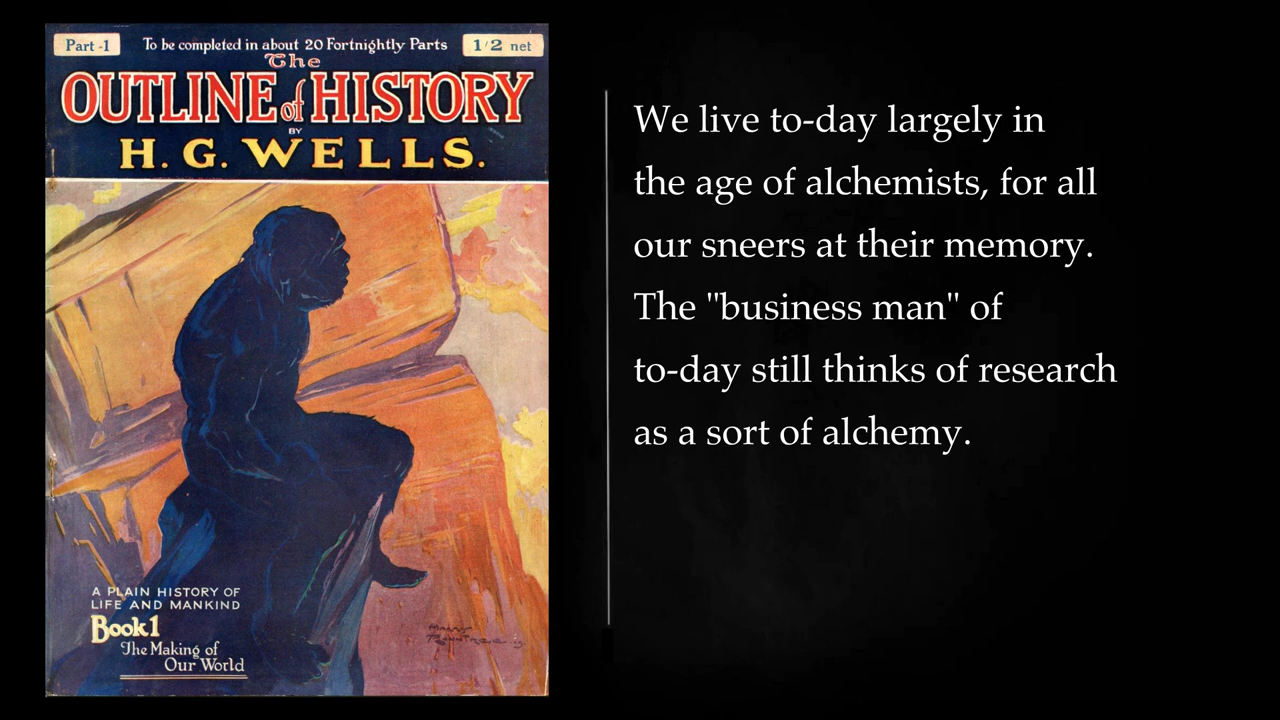 Part -1
To be completed in about 20 Fortnightly Parts
1/2 net
The
OUTLINE of HISTORY
BY
H. G. WELLS.
A PLAIN HISTORY OF
LIFE AND MANKIND
Book 1
The Making of
Our World
We live to-day largely in
the age of alchemists, for all
our sneers at their memory.
The "business man" of
to-day still thinks of research
as a sort of alchemy.